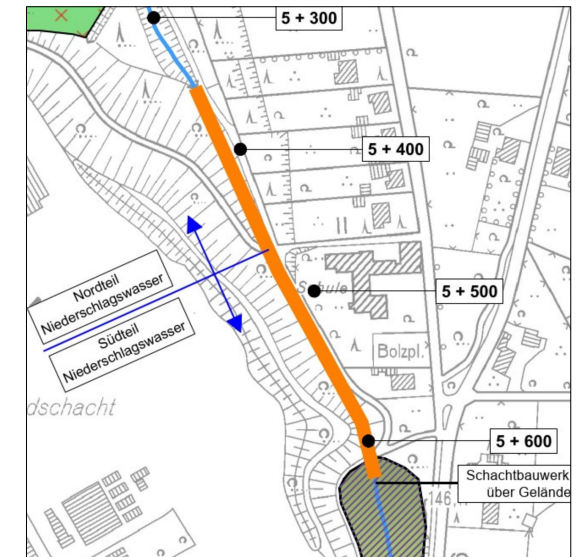 5 + 300
5 + 400
Nordteil
Niederschlagswasser
Südteil
Niederschlagswasser
Schule
5 + 500
Bolzpl.
dschacht
5 + 600
Schachtbauwerk
über Gelände
146.